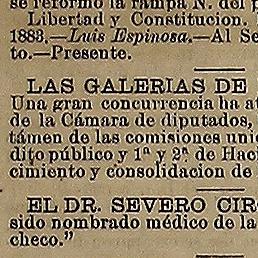 se reformó la rampa N. del p
Libertad y Constitucion.
1883.—Luis Espinosa.—Al Se
to.—Presente.
LAS GALERIAS DE
Una gran concurrencia ha at
de la Cámara de diputados,
támen de las comisiones uni
dito público y 1ª y 2ª de Haci
cimiento y consolidacion de
EL DR. SEVERO CIR
sido nombrado médico de la
checo."